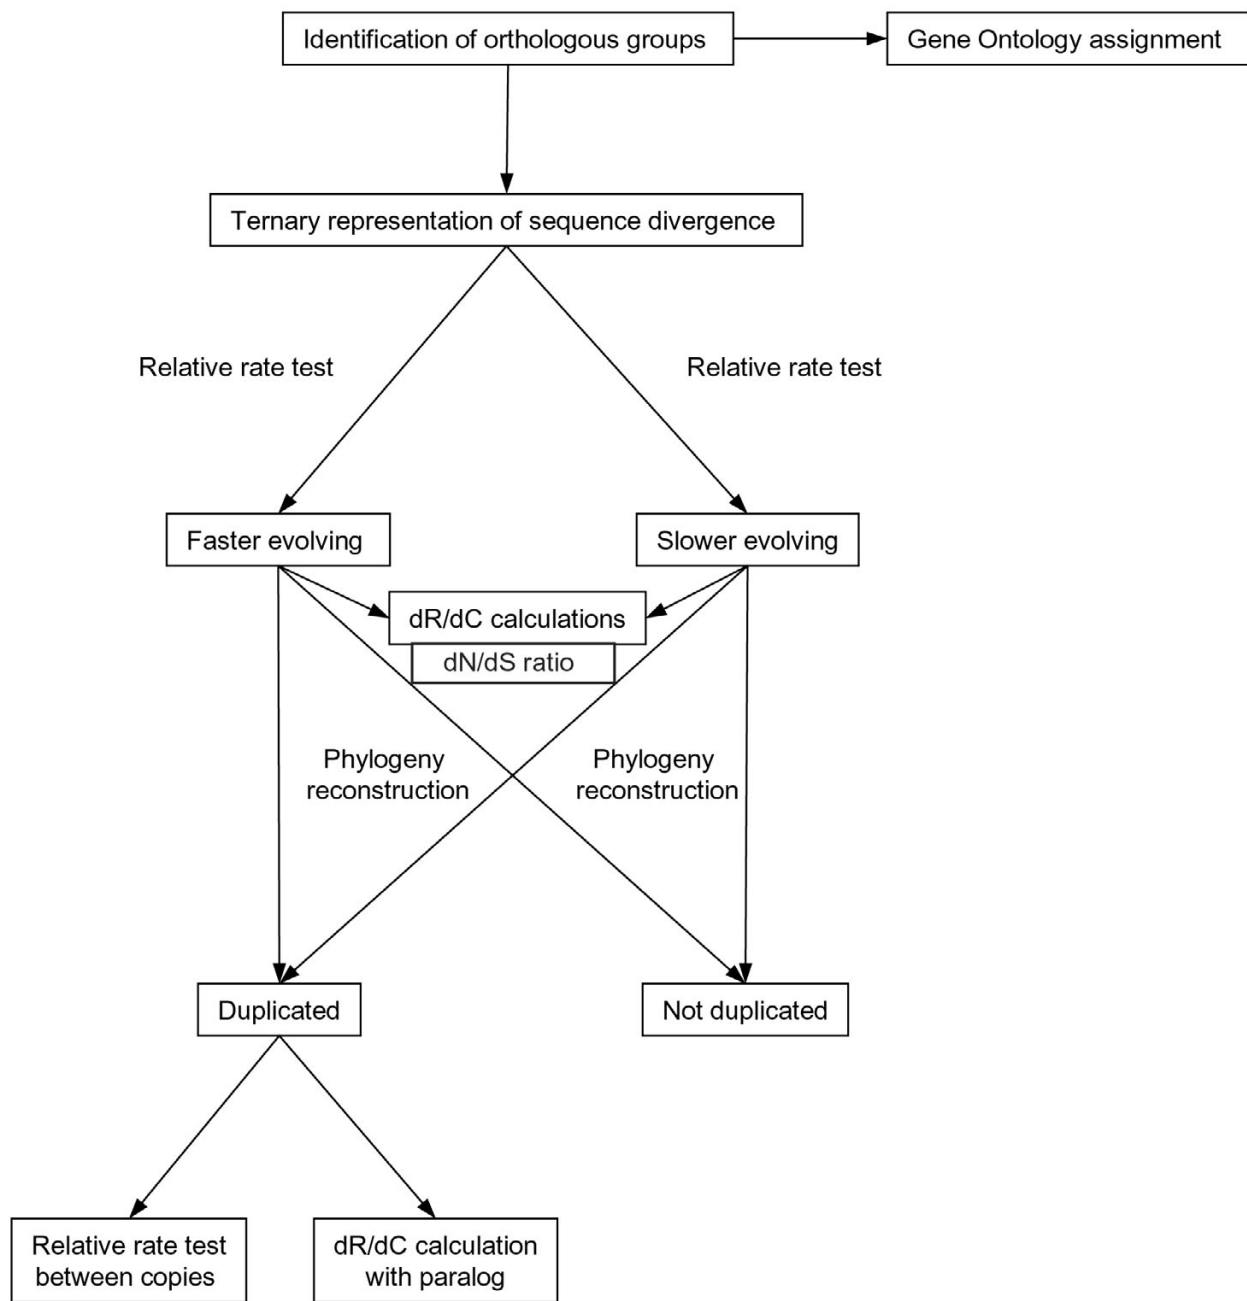 Identification of orthologous groups
Gene Ontology assignment
Ternary representation of sequence divergence
Relative rate test
Relative rate test
Faster evolving
Slower evolving
dR/dC calculations
dN/dS ratio
Phylogeny
reconstruction
Phylogeny
reconstruction
Duplicated
Not duplicated
Relative rate test
between copies
dR/dC calculation
with paralog